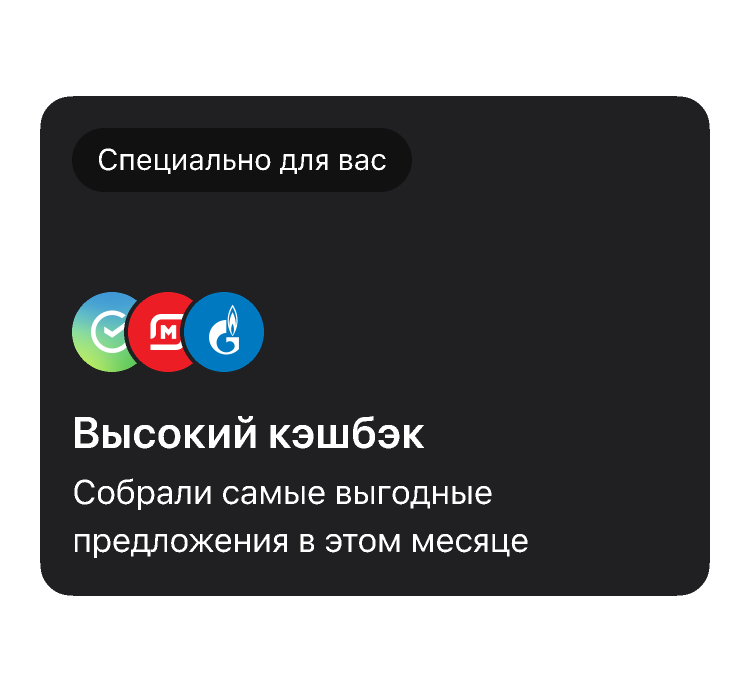 Специально для вас
М
Высокий кэшбэк
Собрали самые выгодные
предложения в этом месяце